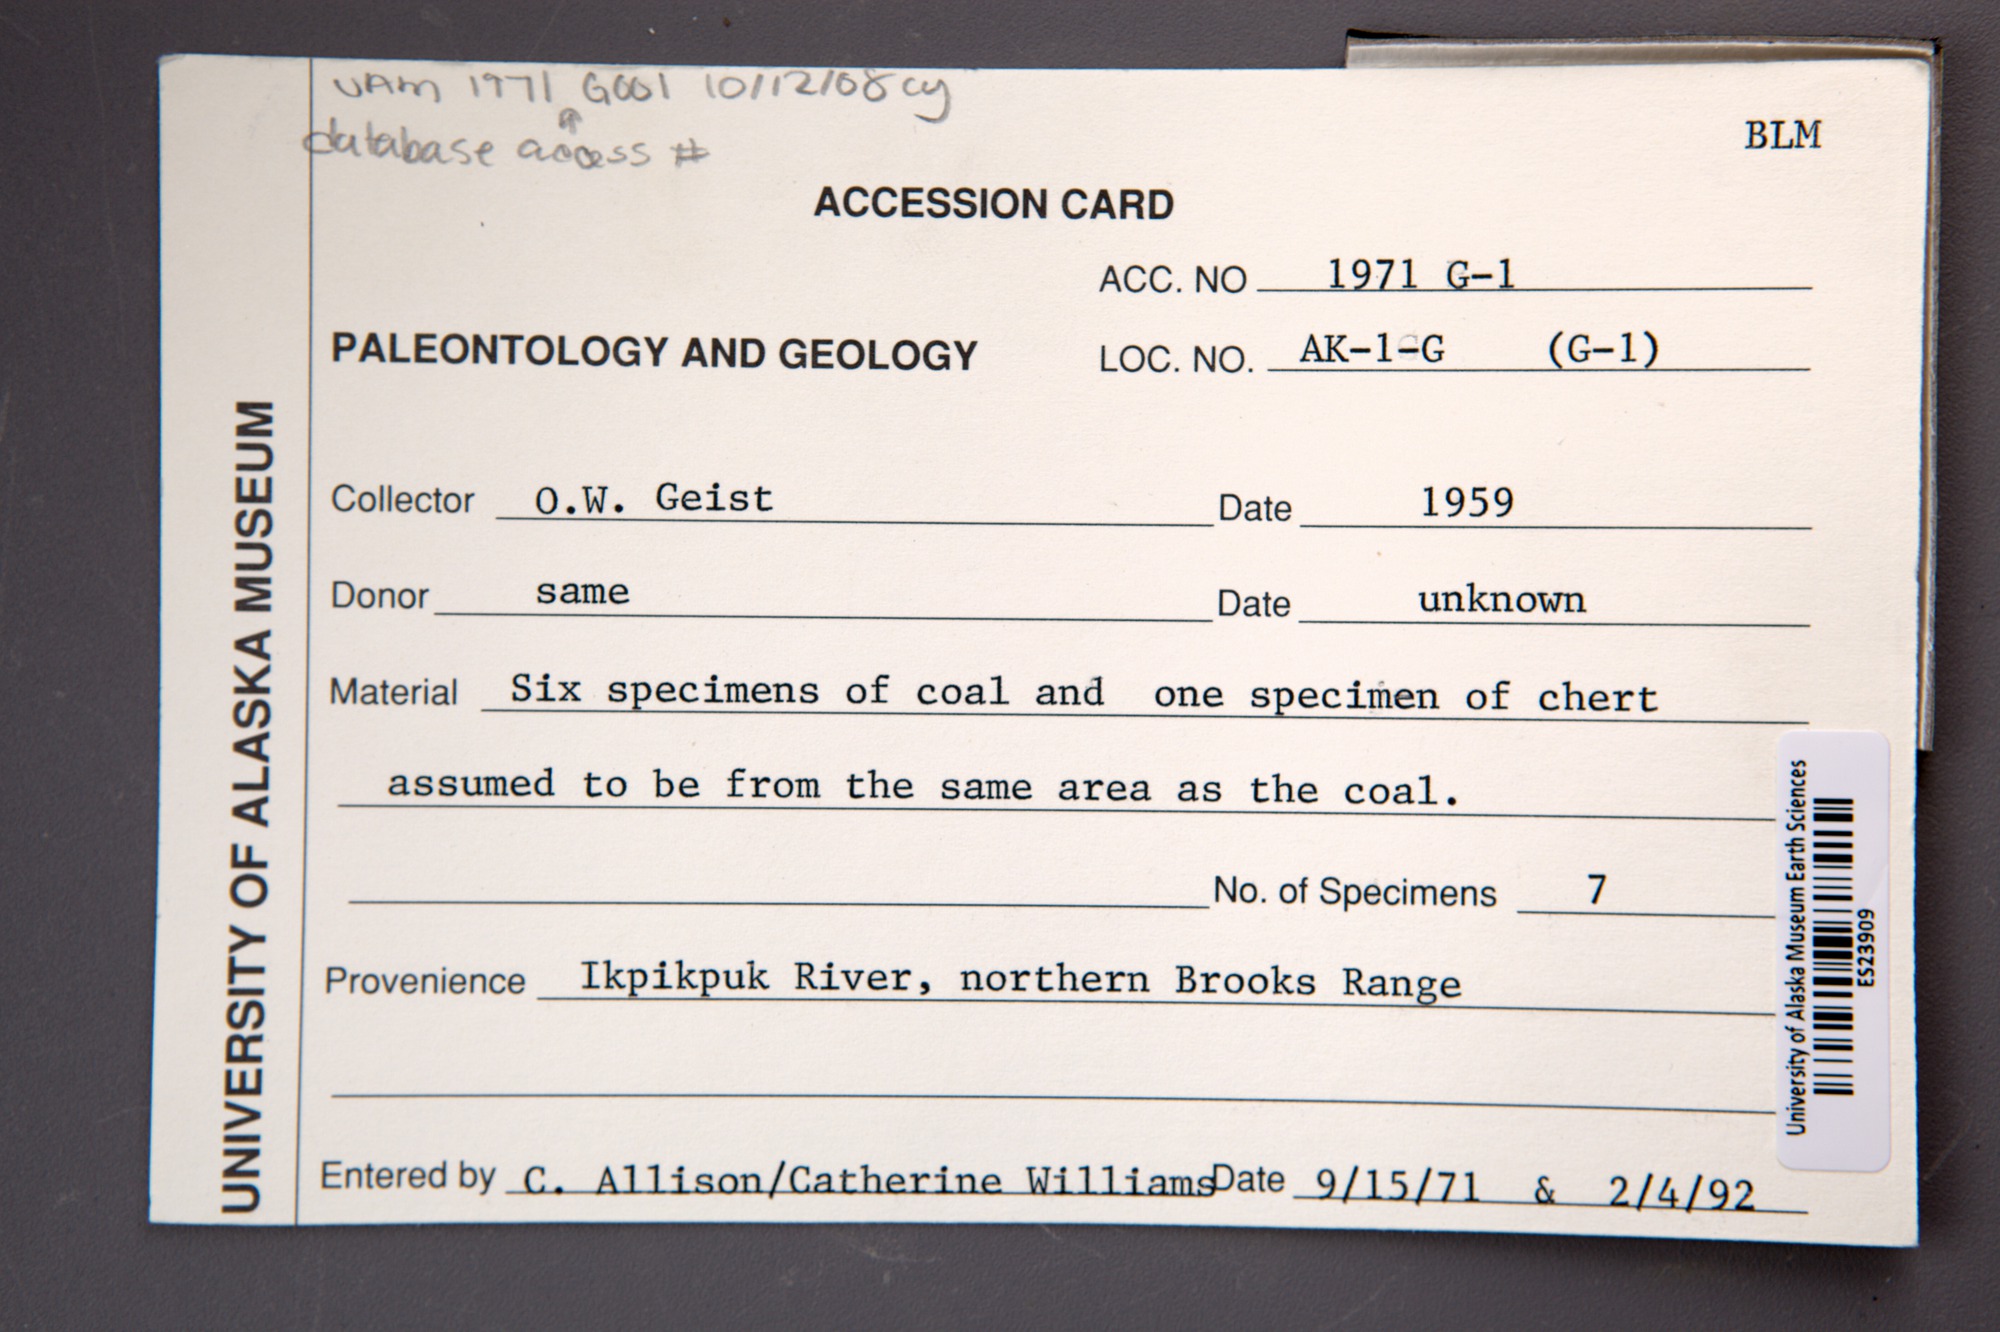 UAM 1971 G001 10/12/08 cy
database access #
BLM
ACCESSION CARD
ACC. NO 1971 G-1
PALEONTOLOGY AND GEOLOGY LOC. NO. AK-1-G (G-1)
UNIVERSITY OF ALASKA MUSEUM
Collector O.W. Geist Date 1959
Donor same Date unknown
Material Six specimens of coal and one specimen of chert
assumed to be from the same area as the coal.
No. of Specimens 7
Provenience Ikpikpuk River, northern Brooks Range
Entered by C. Allison/Catherine Williams Date 9/15/71 & 2/4/92
University of Alaska Museum Earth Sciences
ES23909